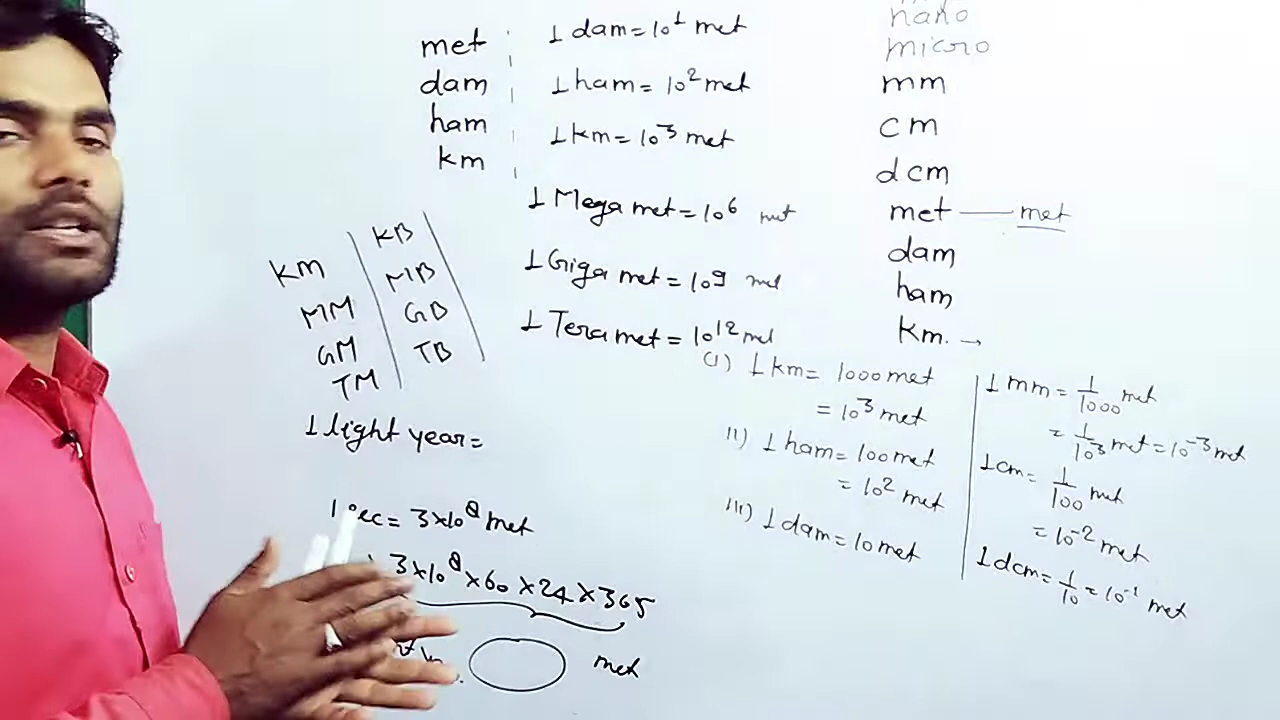 met
dam
ham
km
1 dam = 10¹ met
1 ham = 10² met
1 km = 10³ met
1 Mega met = 10⁶ met
1 Giga met = 10⁹ met
1 Tera met = 10¹² met
KM
MM
GM
TM
KB
MB
GB
TB
1 light year =
1 sec = 3×10⁸ met
3×10⁸ ×60 ×24 ×365
met
nano
micro
mm
cm
dcm
met — met
dam
ham
Km. →
(i) 1 km = 1000 met
= 10³ met
ii) 1 ham = 100 met
= 10² met
iii) 1 dam = 10 met
1 mm = 1/1000 met
= 1/10³ met = 10⁻³ met
1 cm = 1/100 met
= 10⁻² met
1 dcm = 1/10 = 10⁻¹ met